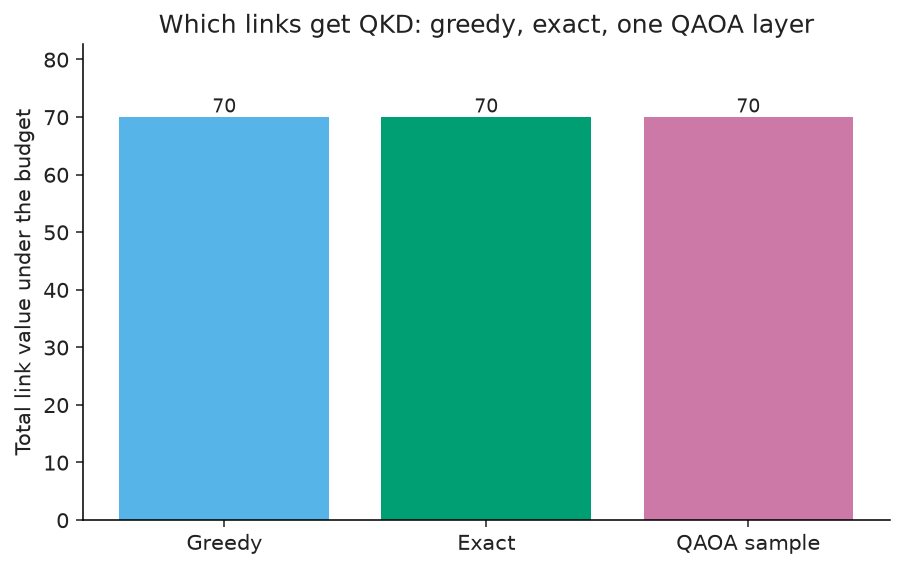 Which links get QKD: greedy, exact, one QAOA layer
Total link value under the budget
80
70
60
50
40
30
20
10
0
70
70
70
Greedy
Exact
QAOA sample